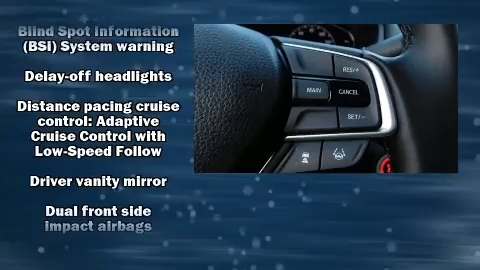 Blind Spot Information
(BSI) System warning
Delay-off headlights
Distance pacing cruise
control: Adaptive
Cruise Control with
Low-Speed Follow
Driver vanity mirror
Dual front side
impact airbags
RES/+
MAIN
CANCEL
SET/-